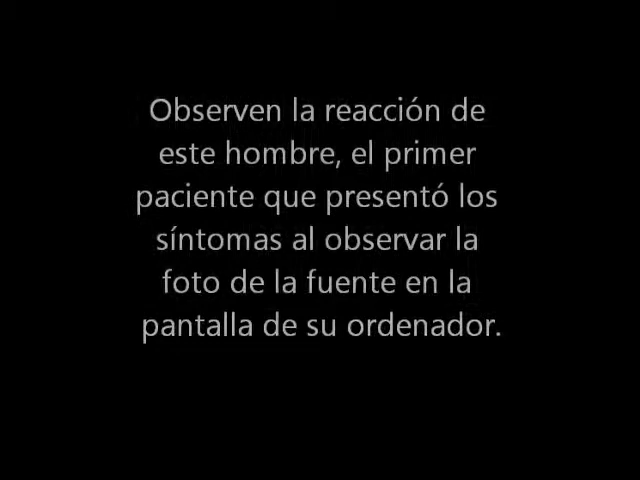 Observen la reacción de
este hombre, el primer
paciente que presentó los
síntomas al observar la
foto de la fuente en la
pantalla de su ordenador.